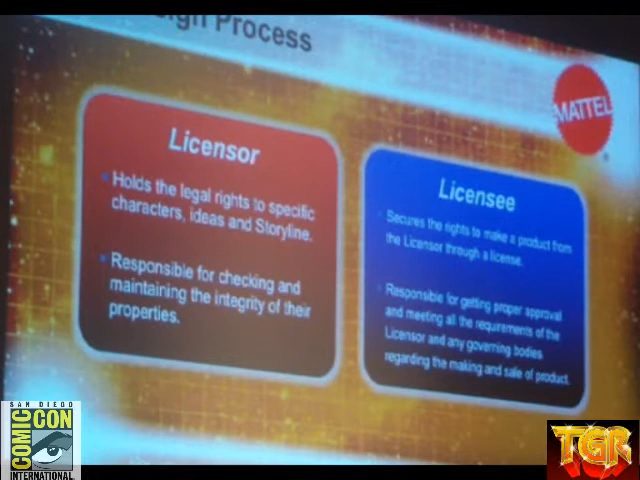 sign Process
MATTEL
Licensor
Holds the legal rights to specific
characters, ideas and Storyline.
Responsible for checking and
maintaining the integrity of their
properties.
Licensee
Secures the rights to make a product from
the Licensor through a license.
Responsible for getting proper approval
and meeting all the requirements of the
Licensor and any governing bodies
regarding the making and sale of product.
SAN DIEGO
COMIC CON
INTERNATIONAL
TGR